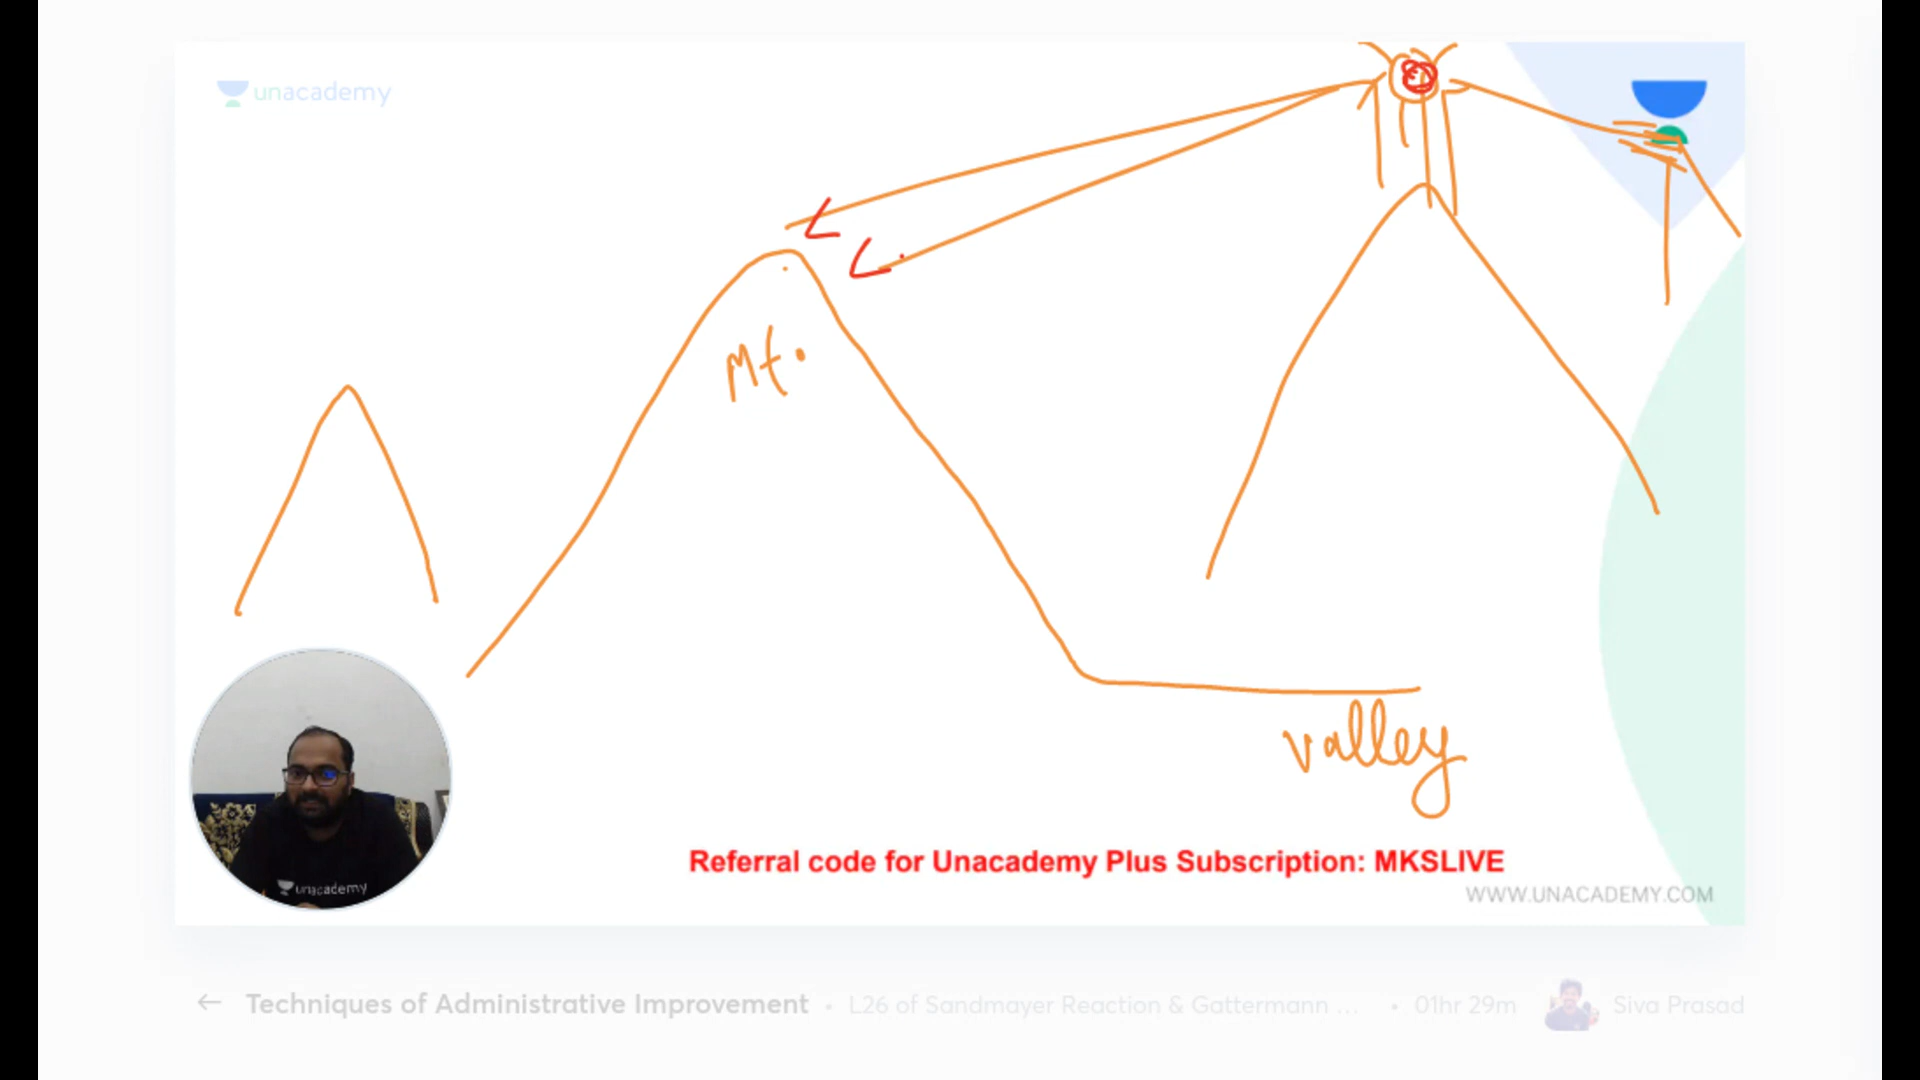 unacademy
Mt.
valley
unacademy
Referral code for Unacademy Plus Subscription: MKSLIVE
WWW.UNACADEMY.COM
← Techniques of Administrative Improvement • L26 of Sandmayer Reaction & Gattermann ... • 01hr 29m Siva Prasad